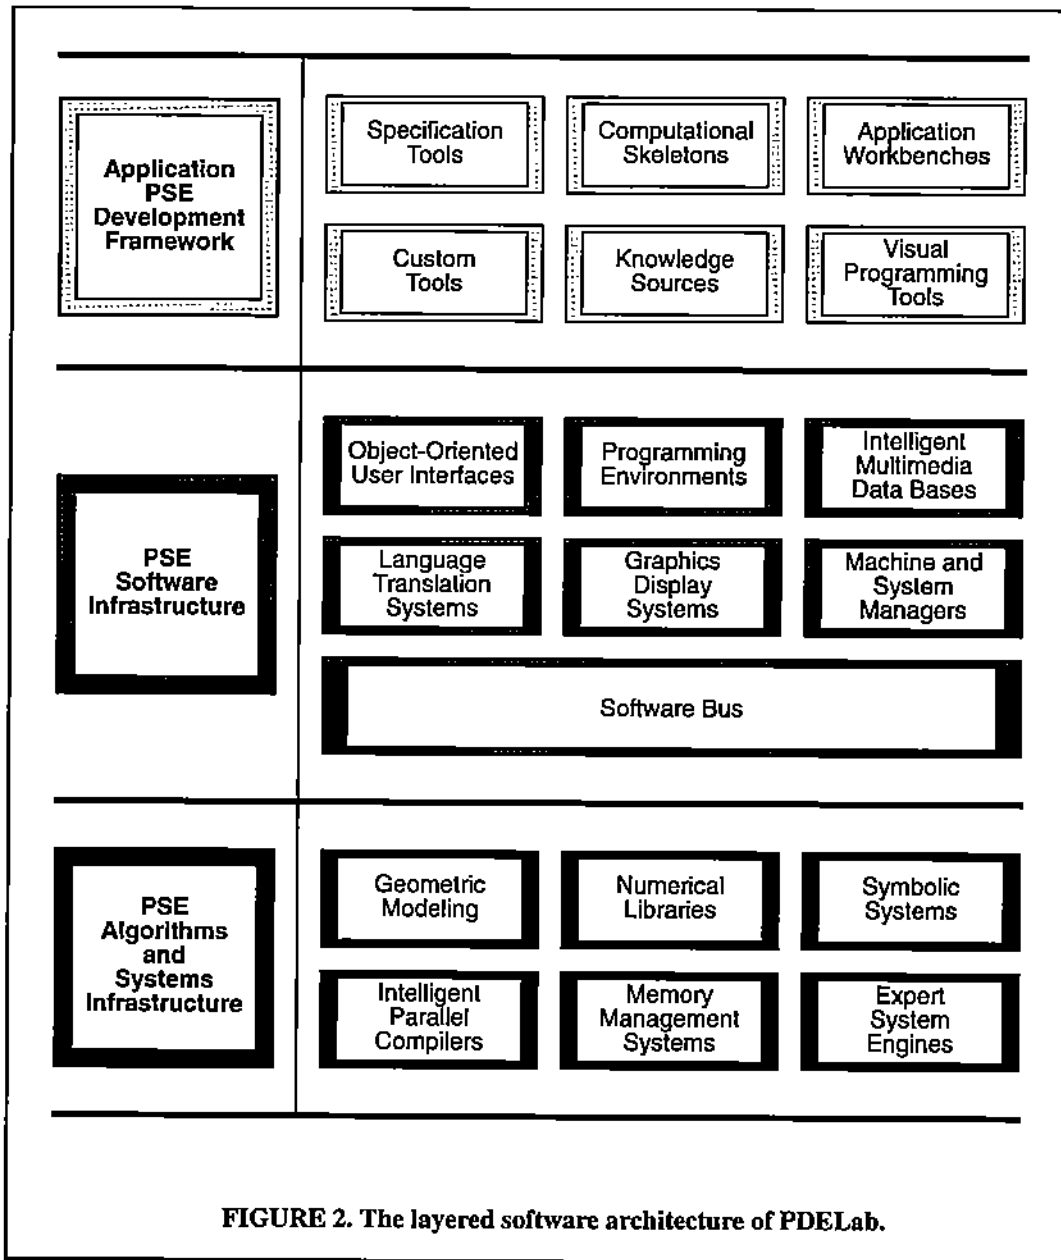 Application
PSE
Development
Framework
Specification
Tools
Computational
Skeletons
Application
Workbenches
Custom
Tools
Knowledge
Sources
Visual
Programming
Tools
PSE
Software
Infrastructure
Object-Oriented
User Interfaces
Programming
Environments
Intelligent
Multimedia
Data Bases
Language
Translation
Systems
Graphics
Display
Systems
Machine and
System
Managers
Software Bus
PSE
Algorithms
and
Systems
Infrastructure
Geometric
Modeling
Numerical
Libraries
Symbolic
Systems
Intelligent
Parallel
Compilers
Memory
Management
Systems
Expert
System
Engines
FIGURE 2. The layered software architecture of PDELab.